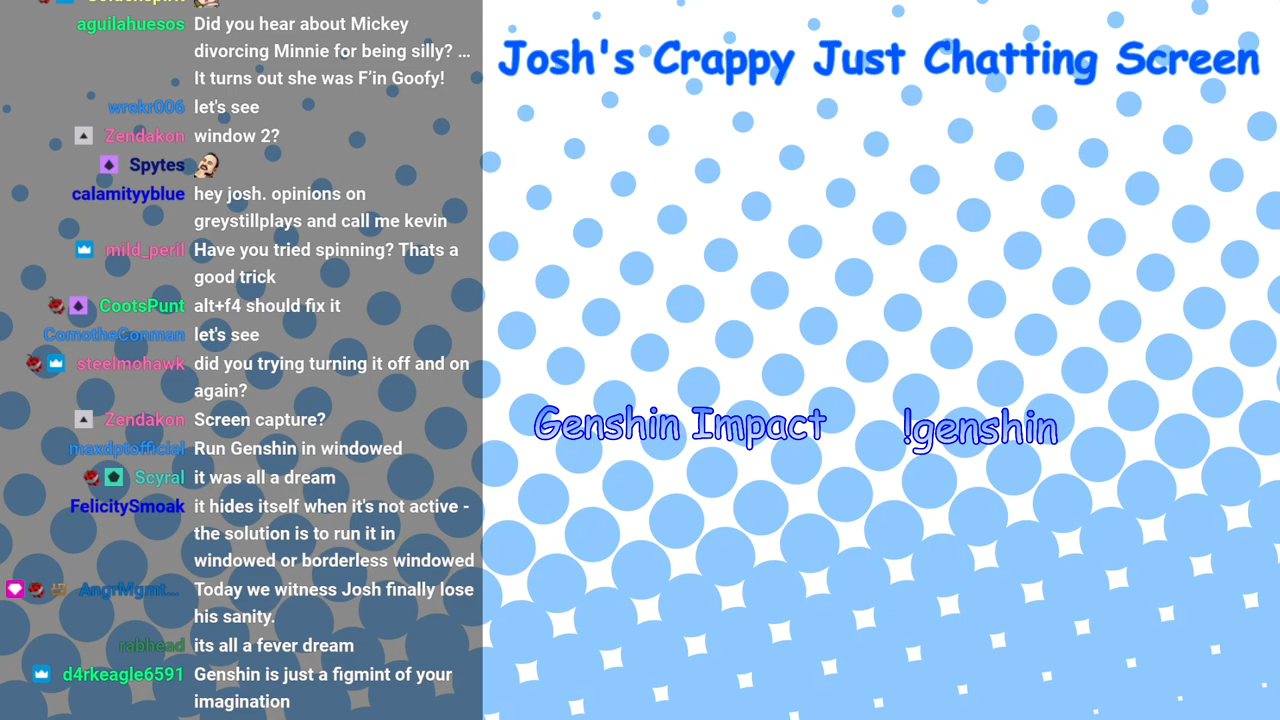 aguilahuesos Did you hear about Mickey
divorcing Minnie for being silly? ...
It turns out she was F'in Goofy!
wrekr006 let's see
Zendakon window 2?
Spytes
calamityyblue hey josh. opinions on
greystillplays and call me kevin
mild_peril Have you tried spinning? Thats a
good trick
CootsPunt alt+f4 should fix it
ComotheConman let's see
steelmohawk did you trying turning it off and on
again?
Zendakon Screen capture?
maxdptofficial Run Genshin in windowed
Scyral it was all a dream
FelicitySmoak it hides itself when it's not active -
the solution is to run it in
windowed or borderless windowed
AngrMgmt... Today we witness Josh finally lose
his sanity.
rabhead its all a fever dream
d4rkeagle6591 Genshin is just a figmint of your
imagination
Josh's Crappy Just Chatting Screen
Genshin Impact !genshin